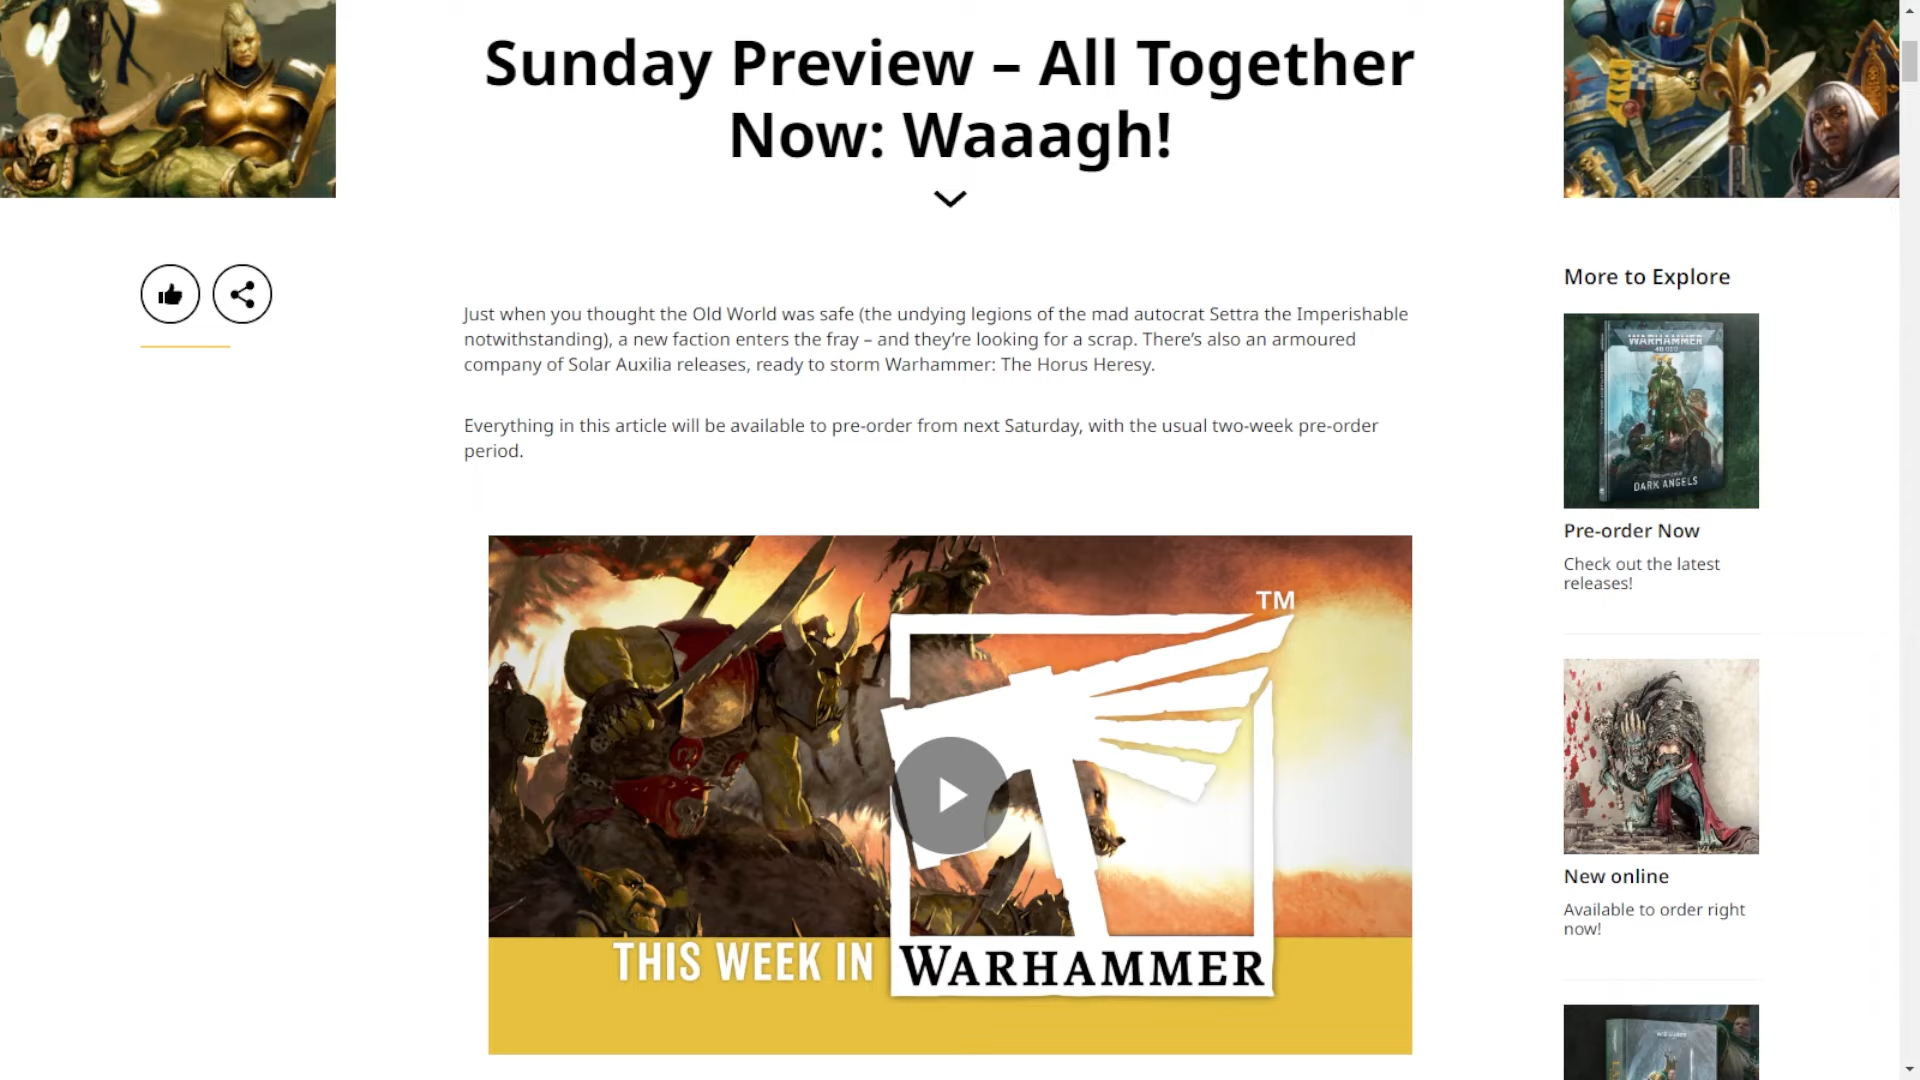 Sunday Preview – All Together
Now: Waaagh!
Just when you thought the Old World was safe (the undying legions of the mad autocrat Settra the Imperishable
notwithstanding), a new faction enters the fray – and they’re looking for a scrap. There’s also an armoured
company of Solar Auxilia releases, ready to storm Warhammer: The Horus Heresy.
Everything in this article will be available to pre-order from next Saturday, with the usual two-week pre-order
period.
TM
THIS WEEK IN WARHAMMER
More to Explore
WARHAMMER
40,000
DARK ANGELS
Pre-order Now
Check out the latest
releases!
New online
Available to order right
now!